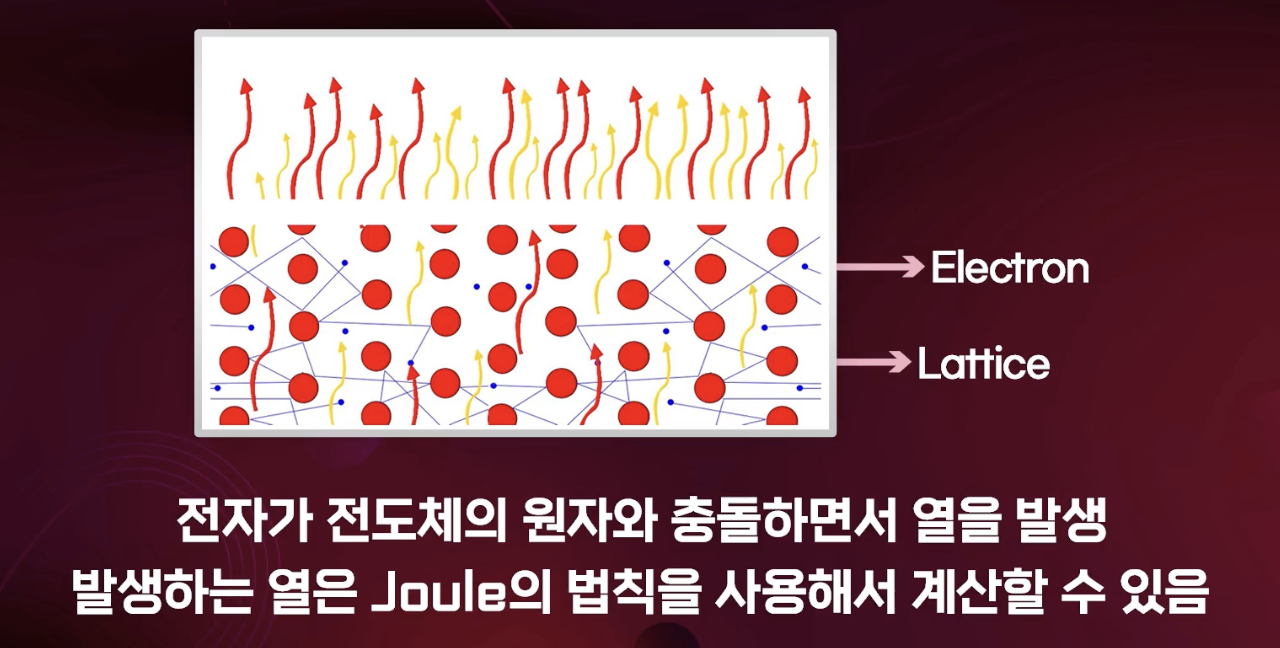 Electron
Lattice
전자가 전도체의 원자와 충돌하면서 열을 발생
발생하는 열은 Joule의 법칙을 사용해서 계산할 수 있음